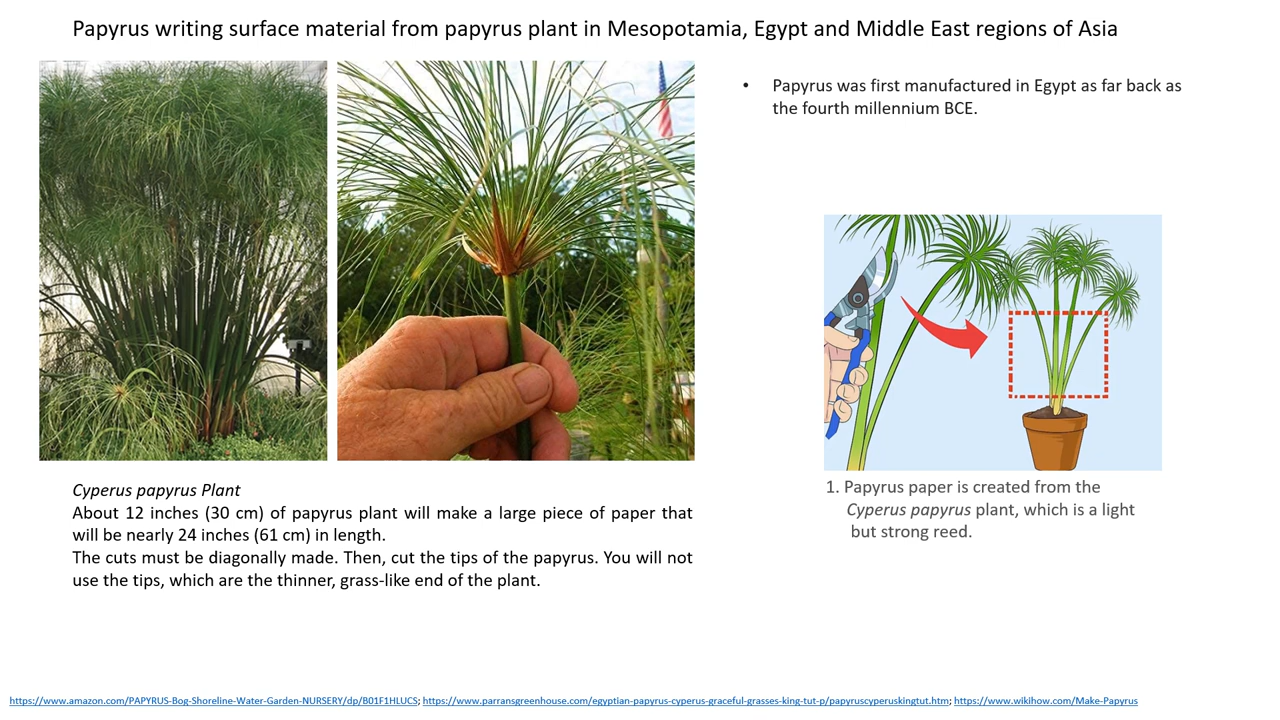 Papyrus writing surface material from papyrus plant in Mesopotamia, Egypt and Middle East regions of Asia
• Papyrus was first manufactured in Egypt as far back as
the fourth millennium BCE.
Cyperus papyrus Plant
About 12 inches (30 cm) of papyrus plant will make a large piece of paper that
will be nearly 24 inches (61 cm) in length.
The cuts must be diagonally made. Then, cut the tips of the papyrus. You will not
use the tips, which are the thinner, grass-like end of the plant.
1. Papyrus paper is created from the
Cyperus papyrus plant, which is a light
but strong reed.
https://www.amazon.com/PAPYRUS-Bog-Shoreline-Water-Garden-NURSERY/dp/B01F1HLUCS; https://www.parransgreenhouse.com/egyptian-papyrus-cyperus-graceful-grasses-king-tut-p/papyruscyperuskingtut.htm; https://www.wikihow.com/Make-Papyrus